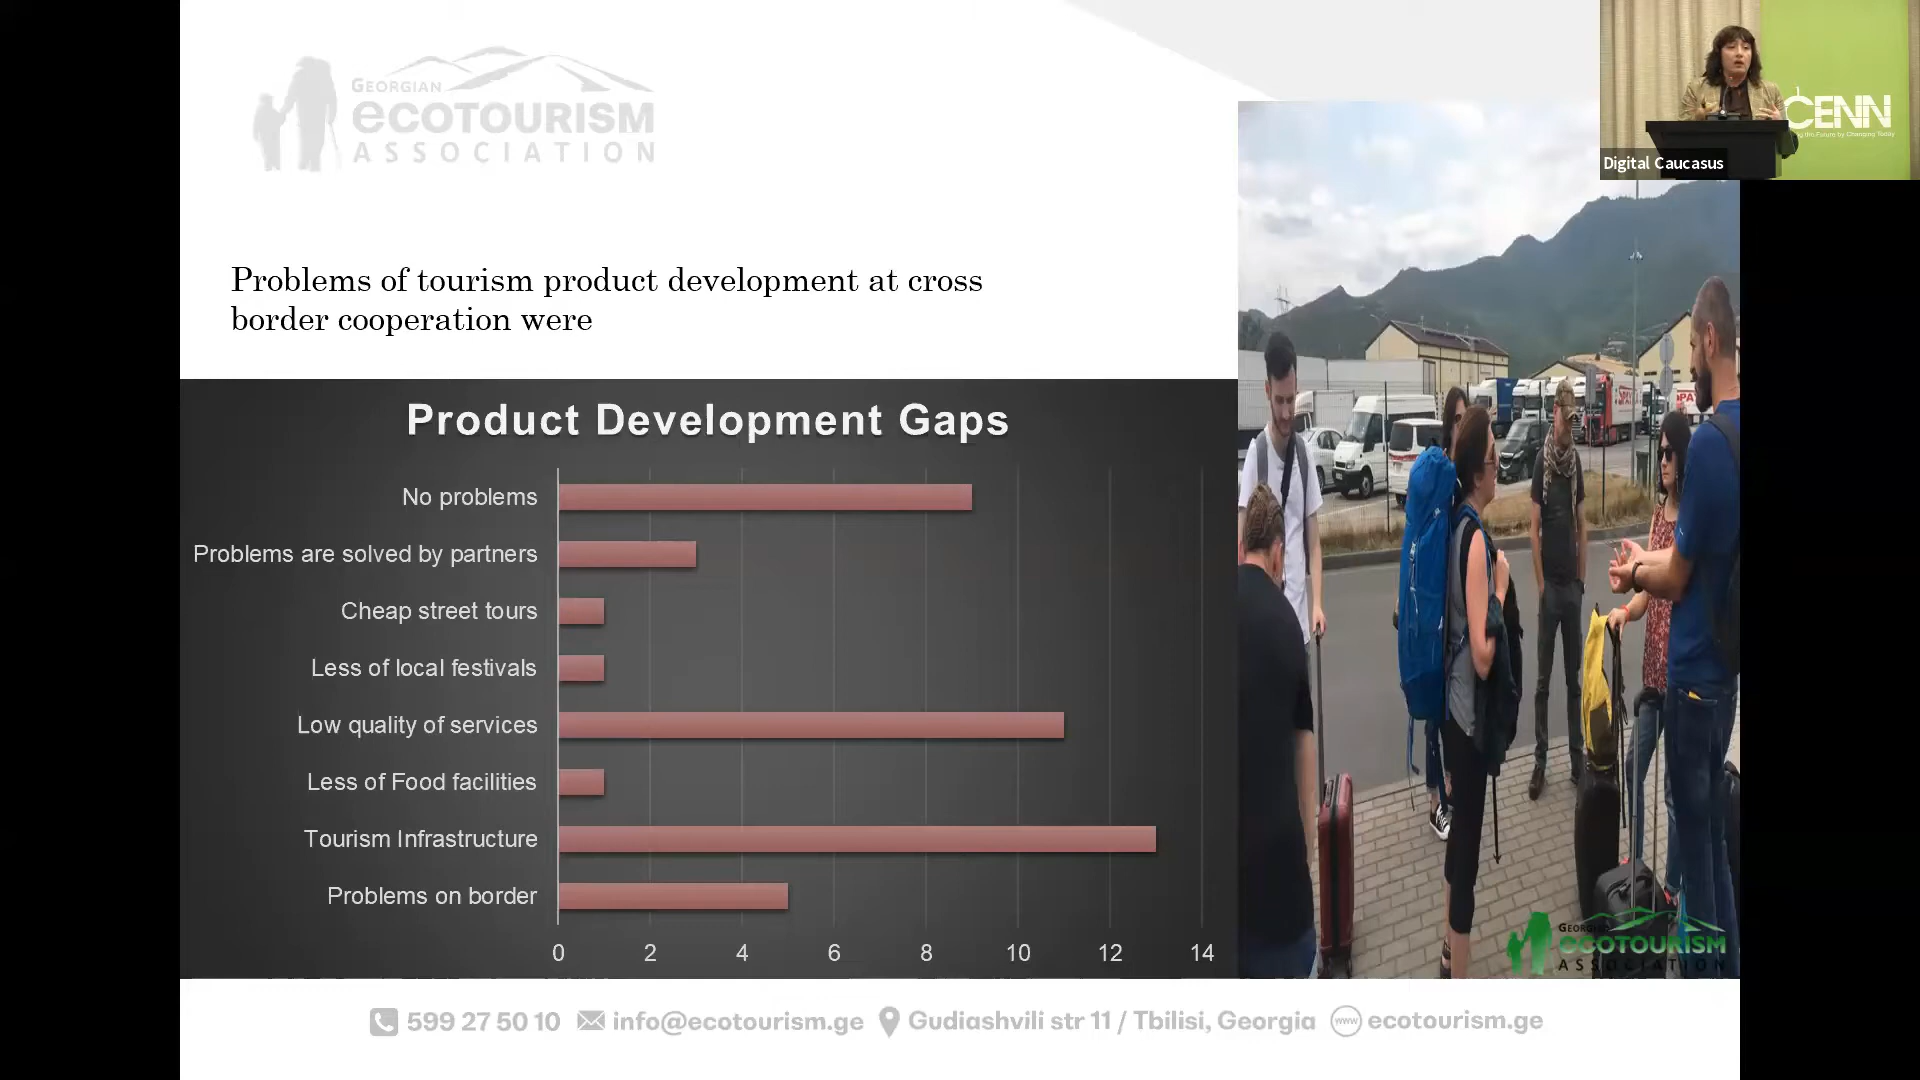 GEORGIAN
ECOTOURISM
ASSOCIATION
CENN
Digital Caucasus
Problems of tourism product development at cross
border cooperation were
Product Development Gaps
No problems
Problems are solved by partners
Cheap street tours
Less of local festivals
Low quality of services
Less of Food facilities
Tourism Infrastructure
Problems on border
0 2 4 6 8 10 12 14
GEORGIAN
ECOTOURISM
ASSOCIATION
599 27 50 10 info@ecotourism.ge Gudiashvili str 11 / Tbilisi, Georgia www ecotourism.ge